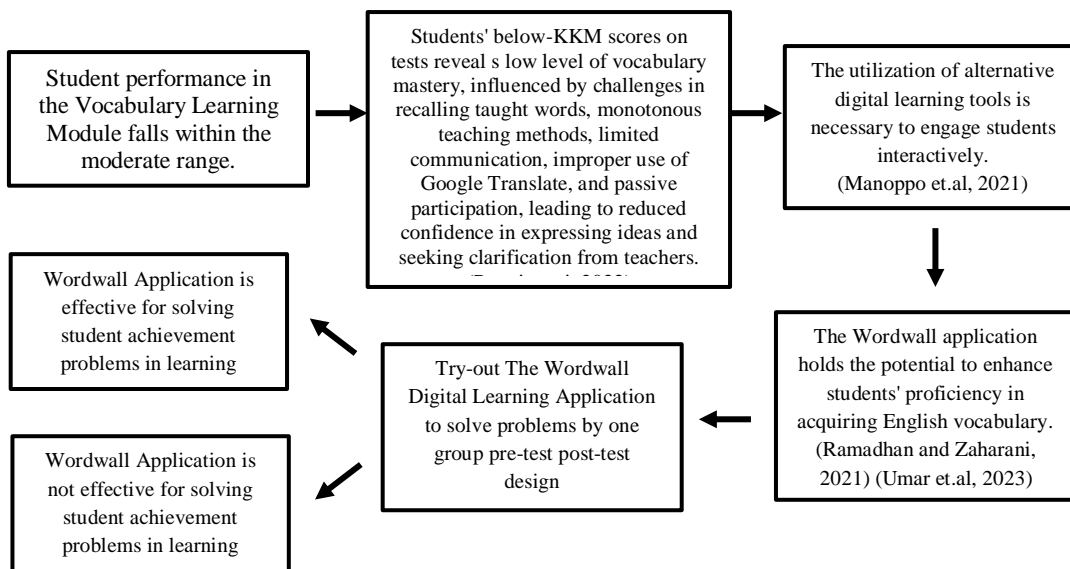 Student performance in
the Vocabulary Learning
Module falls within the
moderate range.
Students' below-KKM scores on
tests reveal s low level of vocabulary
mastery, influenced by challenges in
recalling taught words, monotonous
teaching methods, limited
communication, improper use of
Google Translate, and passive
participation, leading to reduced
confidence in expressing ideas and
seeking clarification from teachers.
The utilization of alternative
digital learning tools is
necessary to engage students
interactively.
(Manoppo et.al, 2021)
The Wordwall application
holds the potential to enhance
students' proficiency in
acquiring English vocabulary.
(Ramadhan and Zaharani,
2021) (Umar et.al, 2023)
Try-out The Wordwall
Digital Learning Application
to solve problems by one
group pre-test post-test
design
Wordwall Application is
effective for solving
student achievement
problems in learning
Wordwall Application is
not effective for solving
student achievement
problems in learning